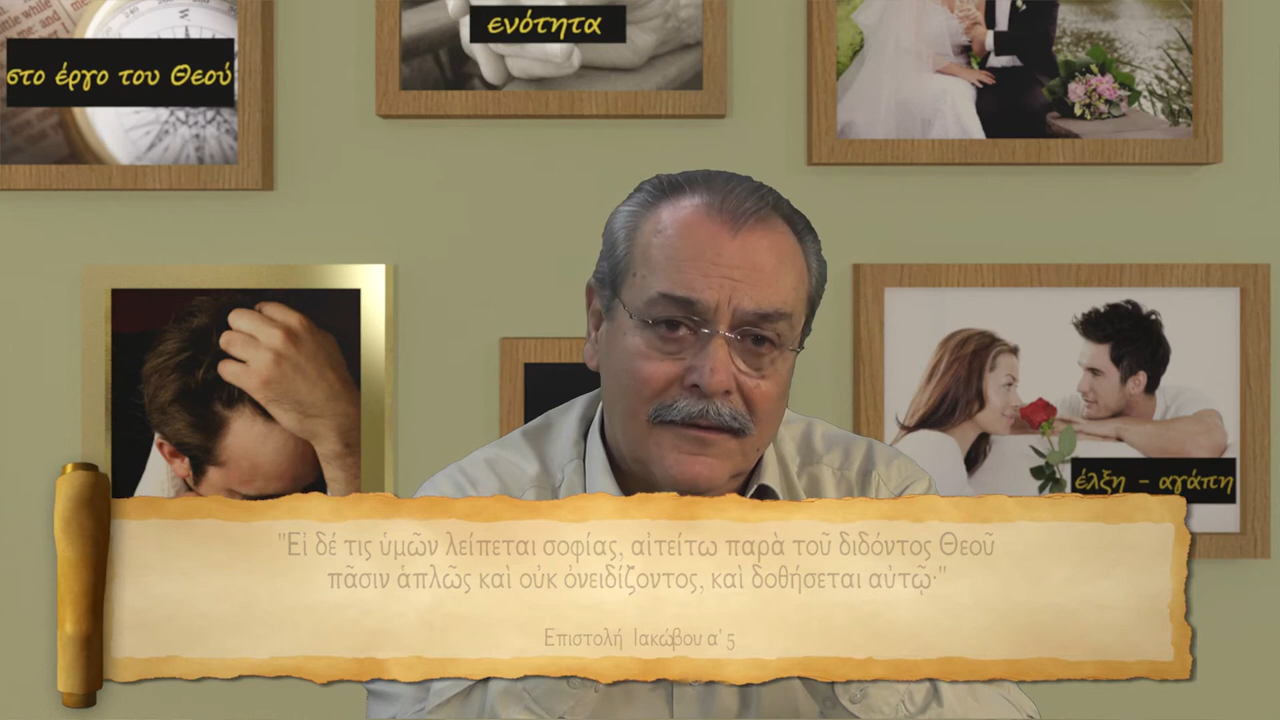 στο έργο του Θεού
ενότητα
έλξη - αγάπη
"Εἰ δέ τις ὑμῶν λείπεται σοφίας, αἰτείτω παρὰ τοῦ διδόντος Θεοῦ
πᾶσιν ἁπλῶς καὶ οὐκ ὀνειδίζοντος, καὶ δοθήσεται αὐτῷ·"
Επιστολή Ιακώβου α' 5